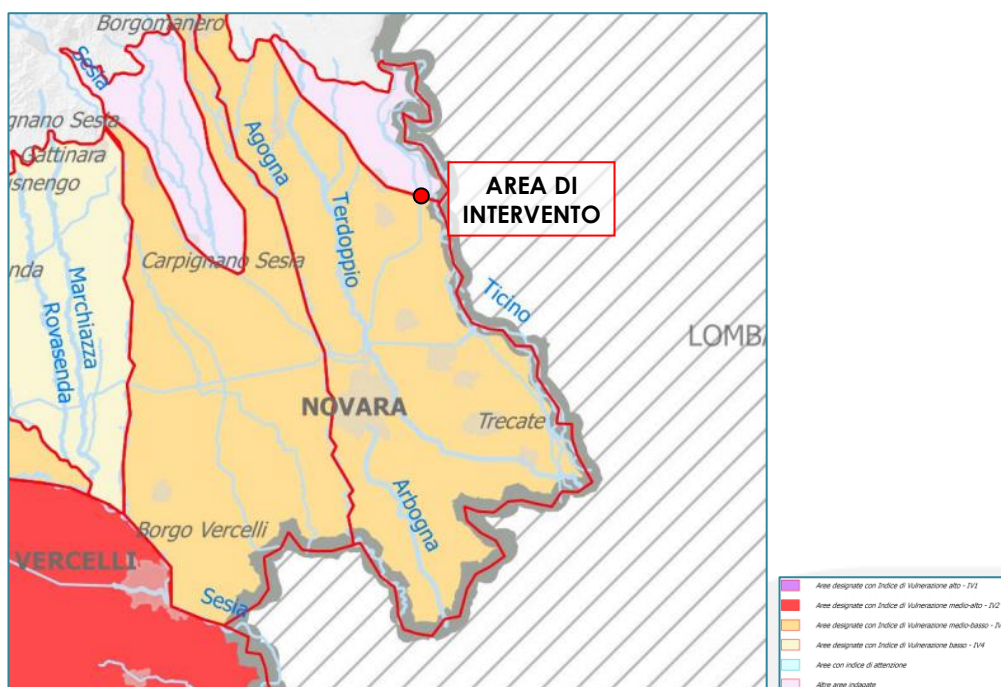 Borgomanero
Sesia
gnano Sesia
Gattinara
usnengo
Agogna
Terdoppio
AREA DI
INTERVENTO
nda
Carpignano Sesia
Marchiazza
Rovasenda
Ticino
LOMBA
NOVARA
Trecate
Arbogna
Borgo Vercelli
VERCELLI
Sesia
Aree designate con Indice di Vulnerazione alto - IV1
Aree designate con Indice di Vulnerazione medio-alto - IV2
Aree designate con Indice di Vulnerazione medio-basso - IV
Aree designate con Indice di Vulnerazione basso - IV4
Aree con indice di attenzione
Altre aree indagate